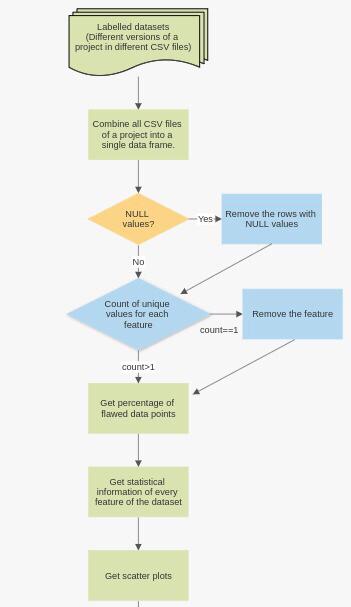 Labelled datasets
(Different versions of a
project in different CSV files)
Combine all CSV files
of a project into a
single data frame.
NULL
values?
Yes
Remove the rows with
NULL values
No
Count of unique
values for each
feature
count==1
Remove the feature
count>1
Get percentage of
flawed data points
Get statistical
information of every
feature of the dataset
Get scatter plots